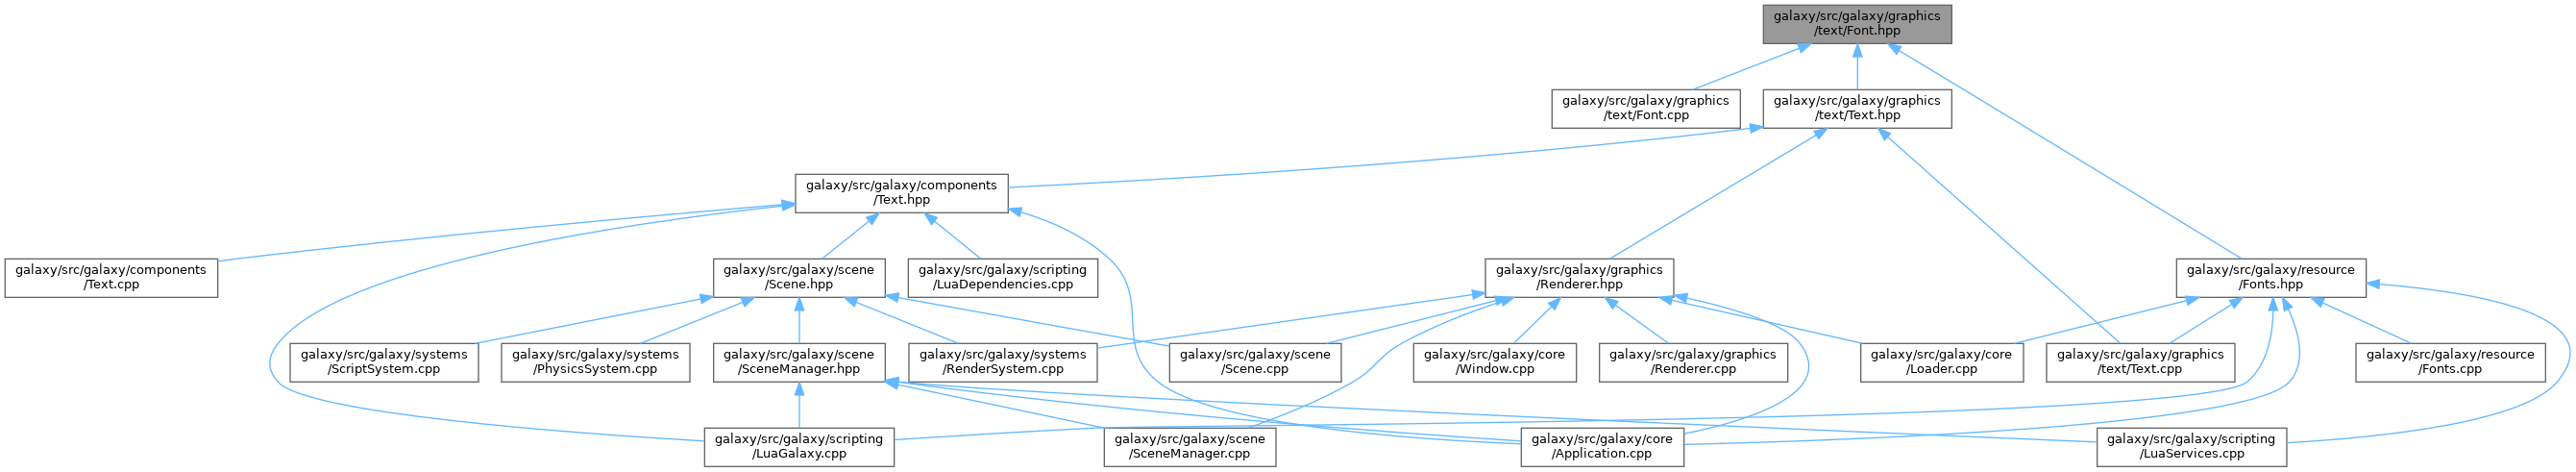 galaxy/src/galaxy/graphics
/text/Font.hpp
galaxy/src/galaxy/graphics
/text/Font.cpp
galaxy/src/galaxy/graphics
/text/Text.hpp
galaxy/src/galaxy/components
/Text.hpp
galaxy/src/galaxy/components
/Text.cpp
galaxy/src/galaxy/scene
/Scene.hpp
galaxy/src/galaxy/scripting
/LuaDependencies.cpp
galaxy/src/galaxy/graphics
/Renderer.hpp
galaxy/src/galaxy/resource
/Fonts.hpp
galaxy/src/galaxy/systems
/ScriptSystem.cpp
galaxy/src/galaxy/systems
/PhysicsSystem.cpp
galaxy/src/galaxy/scene
/SceneManager.hpp
galaxy/src/galaxy/systems
/RenderSystem.cpp
galaxy/src/galaxy/scene
/Scene.cpp
galaxy/src/galaxy/core
/Window.cpp
galaxy/src/galaxy/graphics
/Renderer.cpp
galaxy/src/galaxy/core
/Loader.cpp
galaxy/src/galaxy/graphics
/text/Text.cpp
galaxy/src/galaxy/resource
/Fonts.cpp
galaxy/src/galaxy/scripting
/LuaGalaxy.cpp
galaxy/src/galaxy/scene
/SceneManager.cpp
galaxy/src/galaxy/core
/Application.cpp
galaxy/src/galaxy/scripting
/LuaServices.cpp